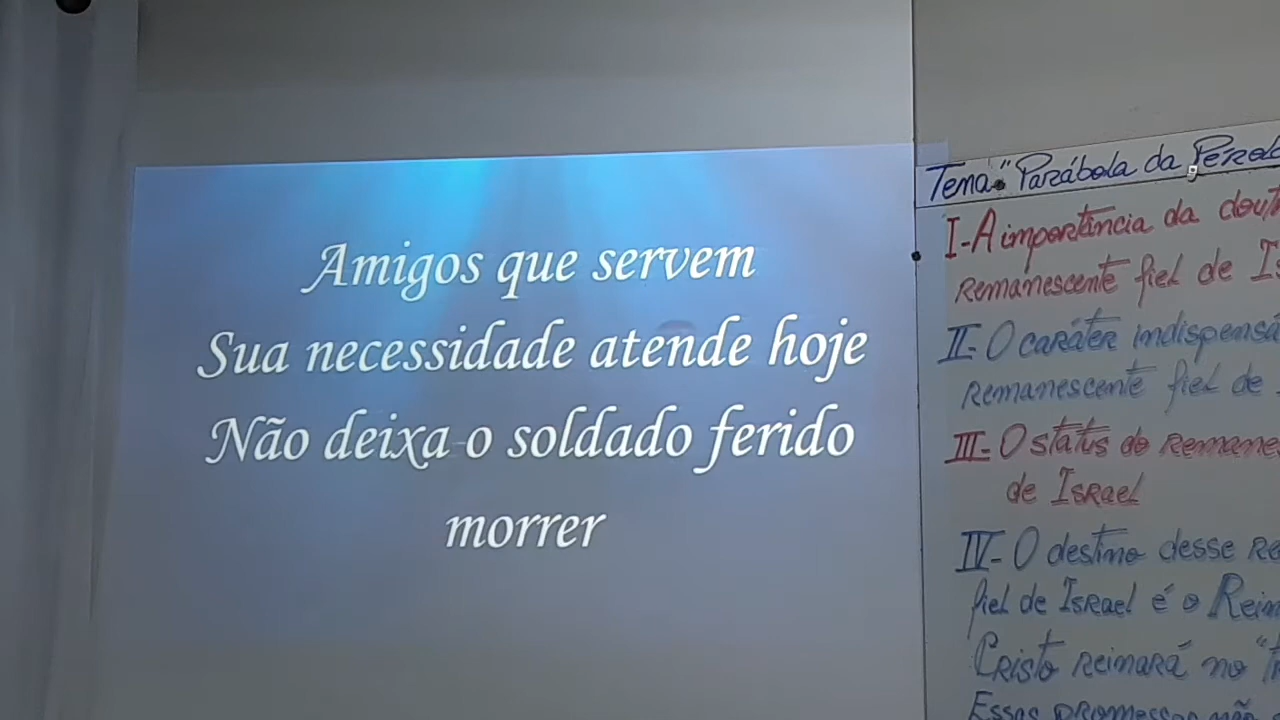 Amigos que servem
Sua necessidade atende hoje
Não deixa o soldado ferido
morrer
Tema: "Parábola da
I-A importância da
Remanescente fiel de
II- O caráter
Remanescente fiel de
III- O status do
de Israel
IV- O destino desse
fiel de Israel é o
Cristo reinará no
Essas